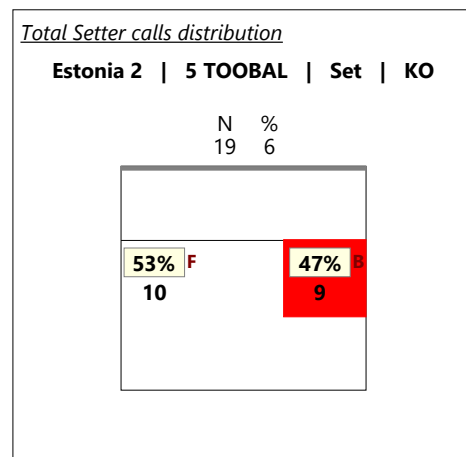 Total Setter calls distribution
Estonia 2 | 5 TOOBAL | Set | KO
N %
19 6
53% F 47% B
10 9